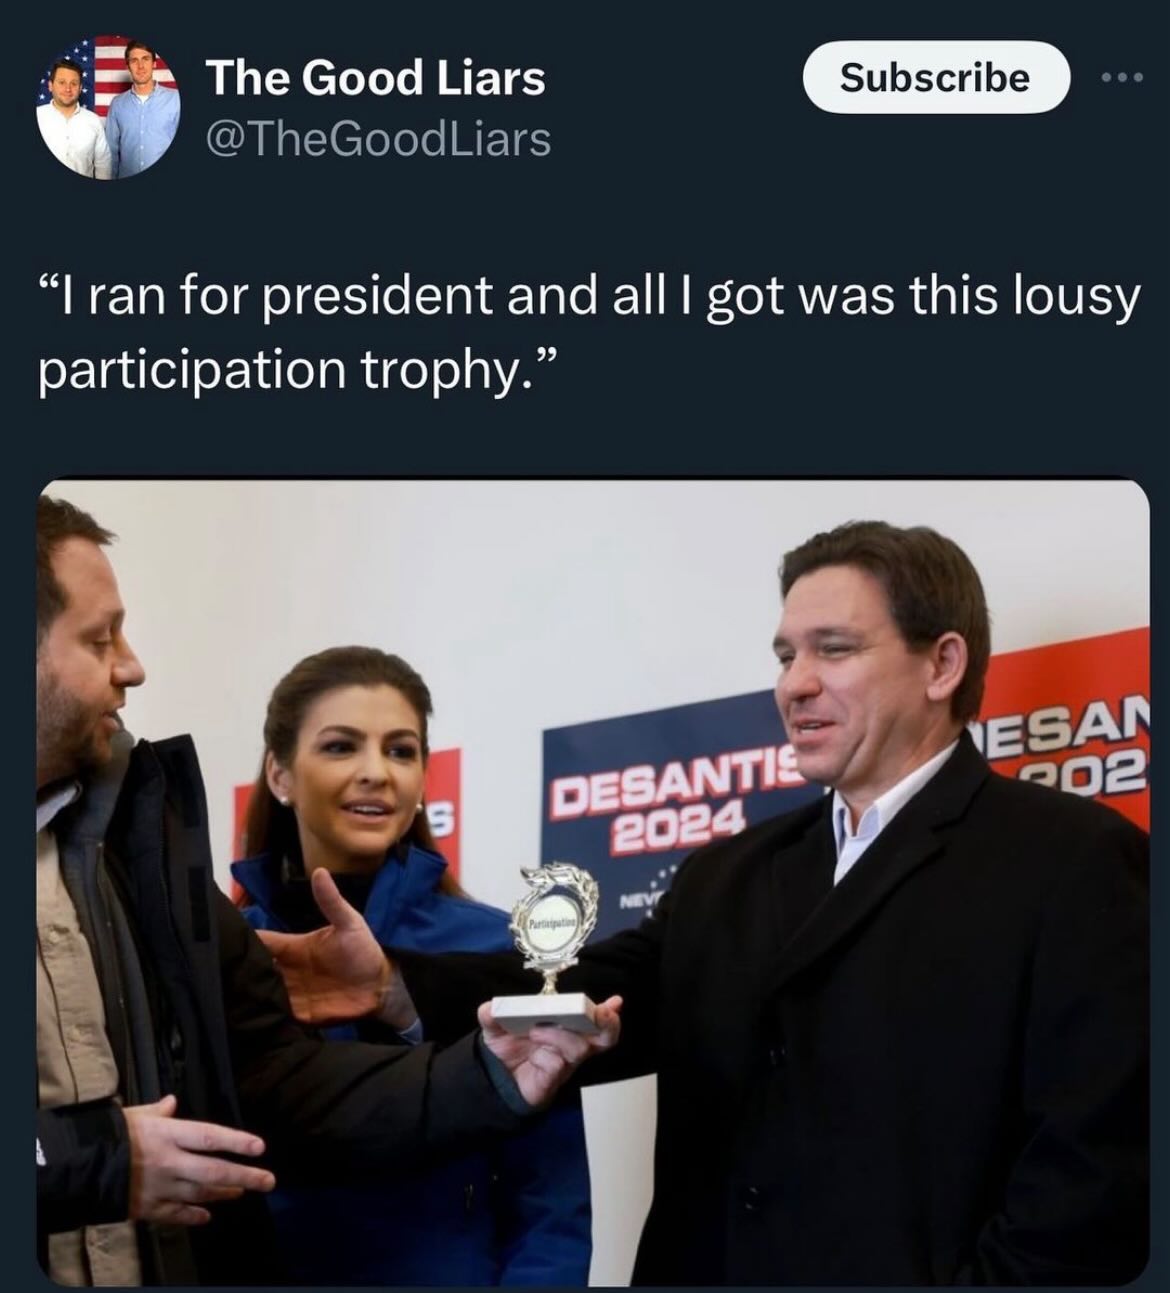 The Good Liars
Subscribe
@TheGoodLiars
“I ran for president and all I got was this lousy
participation trophy.”
DESANTIS
2024
NEV
Participation
S
DESAN
202